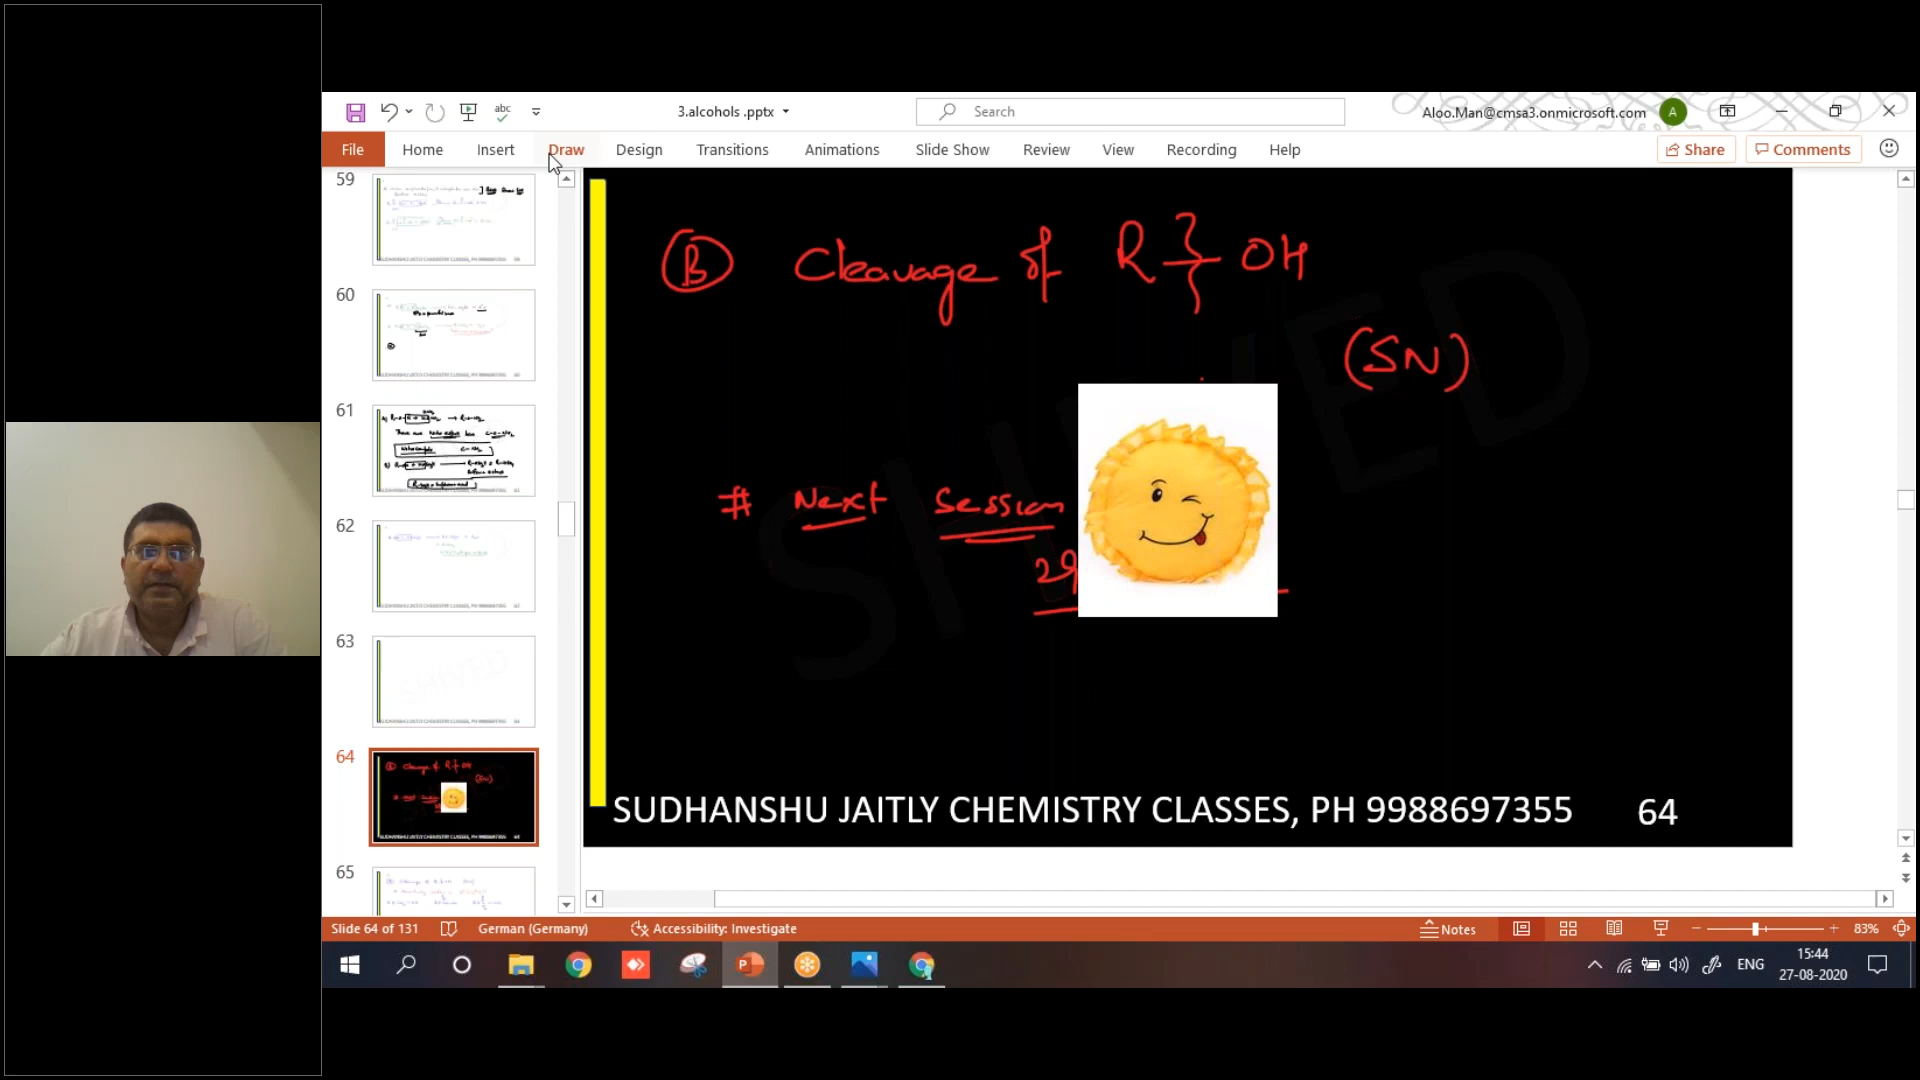 abc
3.alcohols .pptx
Search
Aloo.Man@cmsa3.onmicrosoft.com
A
File Home Insert Draw Design Transitions Animations Slide Show Review View Recording Help Share Comments
59
60
61
62
63
64
65
B Cleavage of R OH
(SN)
# Next Session
29
SHIVED
SUDHANSHU JAITLY CHEMISTRY CLASSES, PH 9988697355 64
Slide 64 of 131 German (Germany) Accessibility: Investigate Notes 83%
ENG
15:44
27-08-2020